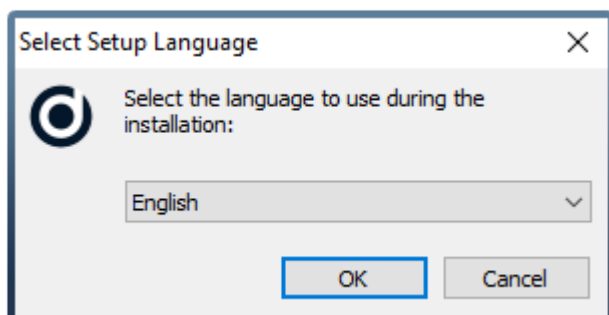 Select Setup Language
Select the language to use during the
installation:
English
OK
Cancel